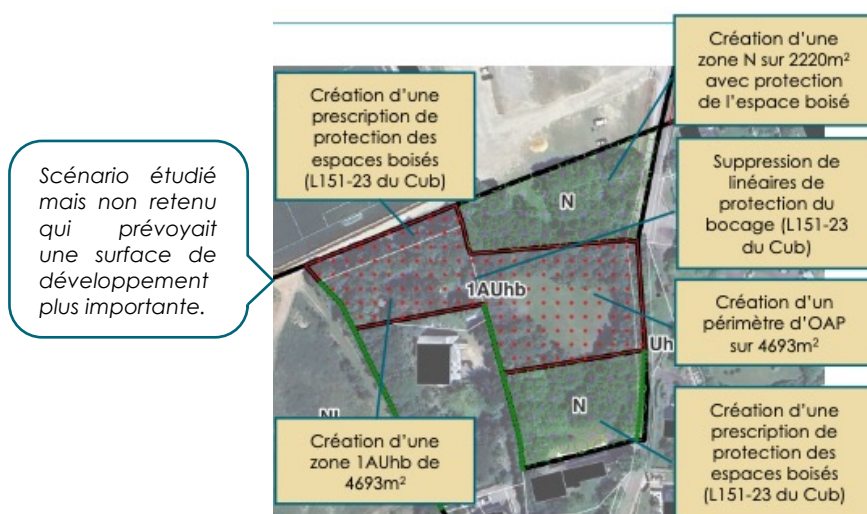 Scénario étudié
mais non retenu
qui prévoyait
une surface de
développement
plus importante.
Création d'une
prescription de
protection des
espaces boisés
(L151-23 du Cub)
Création d'une
zone N sur 2220m²
avec protection
de l'espace boisé
Suppression de
linéaires de
protection du
bocage (L151-23
du Cub)
Création d'un
périmètre d'OAP
sur 4693m²
Création d'une
prescription de
protection des
espaces boisés
(L151-23 du Cub)
Création d'une
zone 1AUhb de
4693m²
N
1AUhb
Uh
N